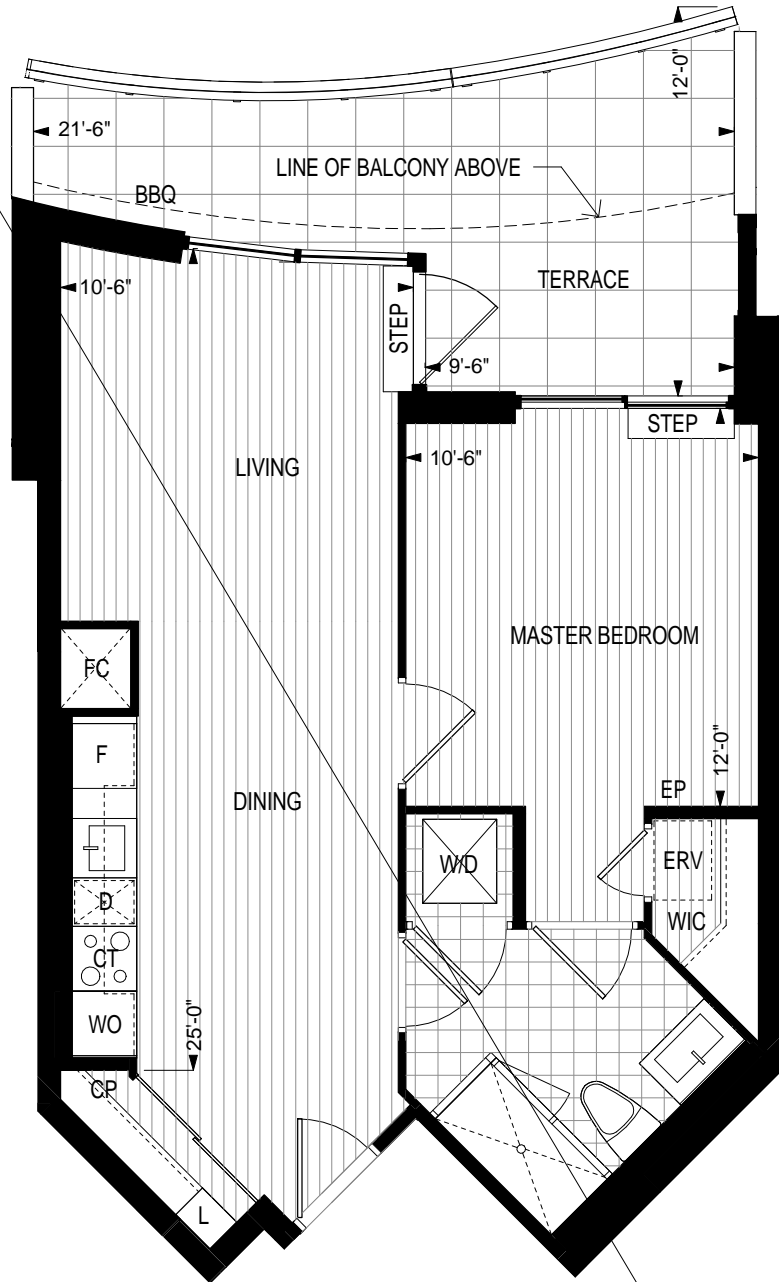 12'-0"
21'-6"
LINE OF BALCONY ABOVE
BBQ
TERRACE
10'-6"
STEP
9'-6"
STEP
10'-6"
LIVING
MASTER BEDROOM
FC
F
12'-0"
EP
DINING
W/D
ERV
D
WIC
CT
WO
25'-0"
CP
L